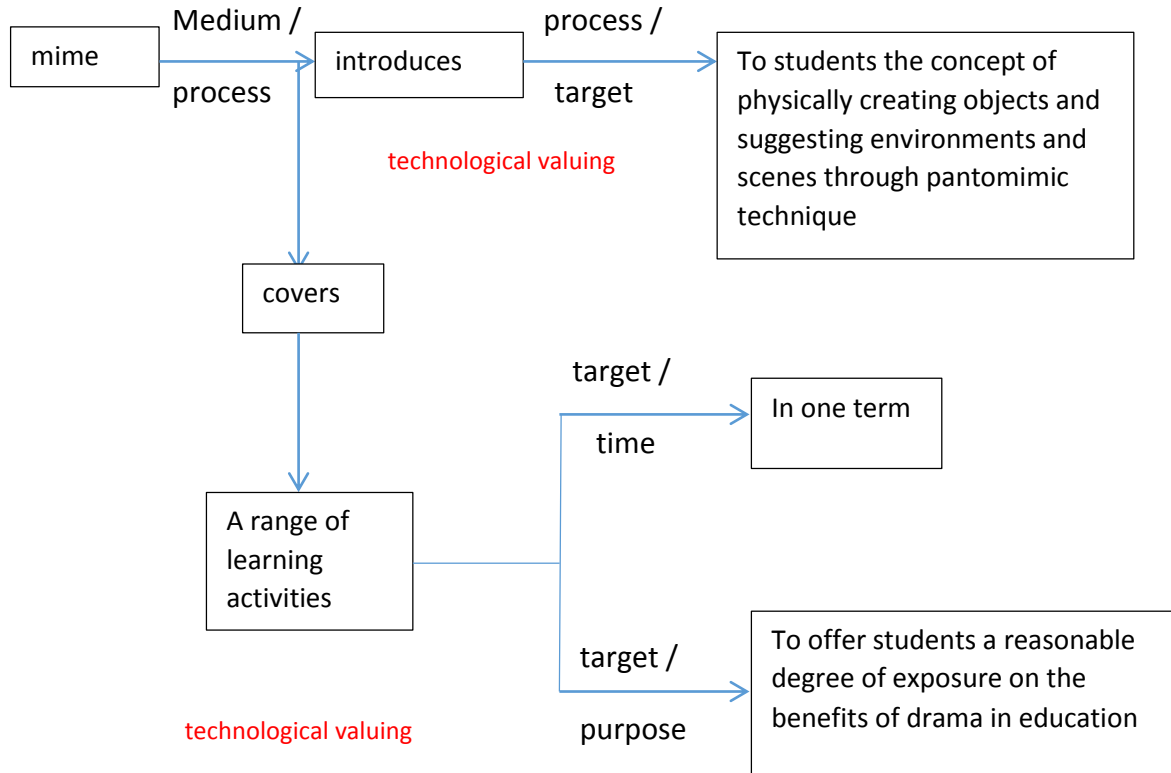 mime
Medium /
process
introduces
process /
target
To students the concept of
physically creating objects and
suggesting environments and
scenes through pantomimic
technique
technological valuing
covers
A range of
learning
activities
target /
time
In one term
target /
purpose
To offer students a reasonable
degree of exposure on the
benefits of drama in education
technological valuing